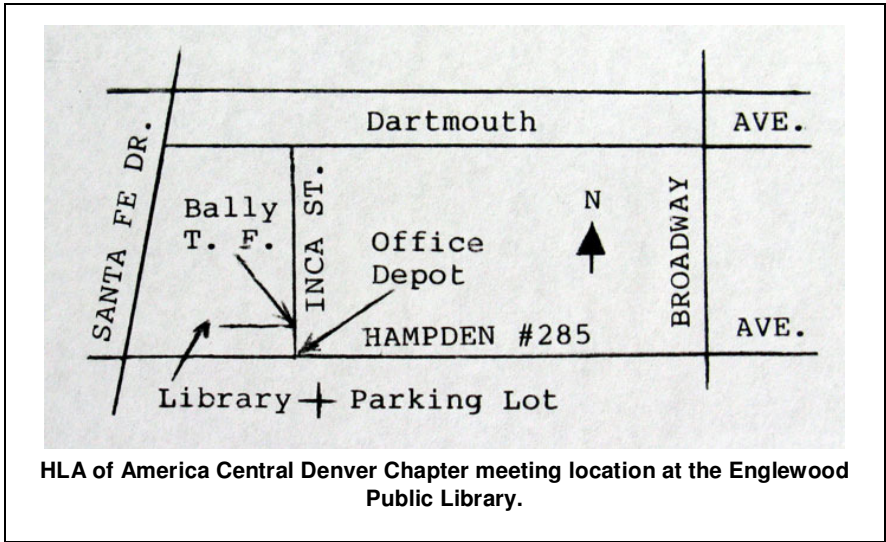 Dartmouth AVE.
SANTA FE DR.
Bally
T. F.
INCA ST.
N
Office
Depot
BROADWAY
HAMPDEN #285 AVE.
Library + Parking Lot
HLA of America Central Denver Chapter meeting location at the Englewood
Public Library.